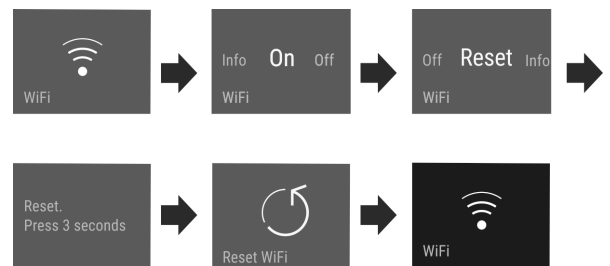 WiFi
Info On Off
WiFi
Off Reset Info
WiFi
Reset.
Press 3 seconds
Reset WiFi
WiFi